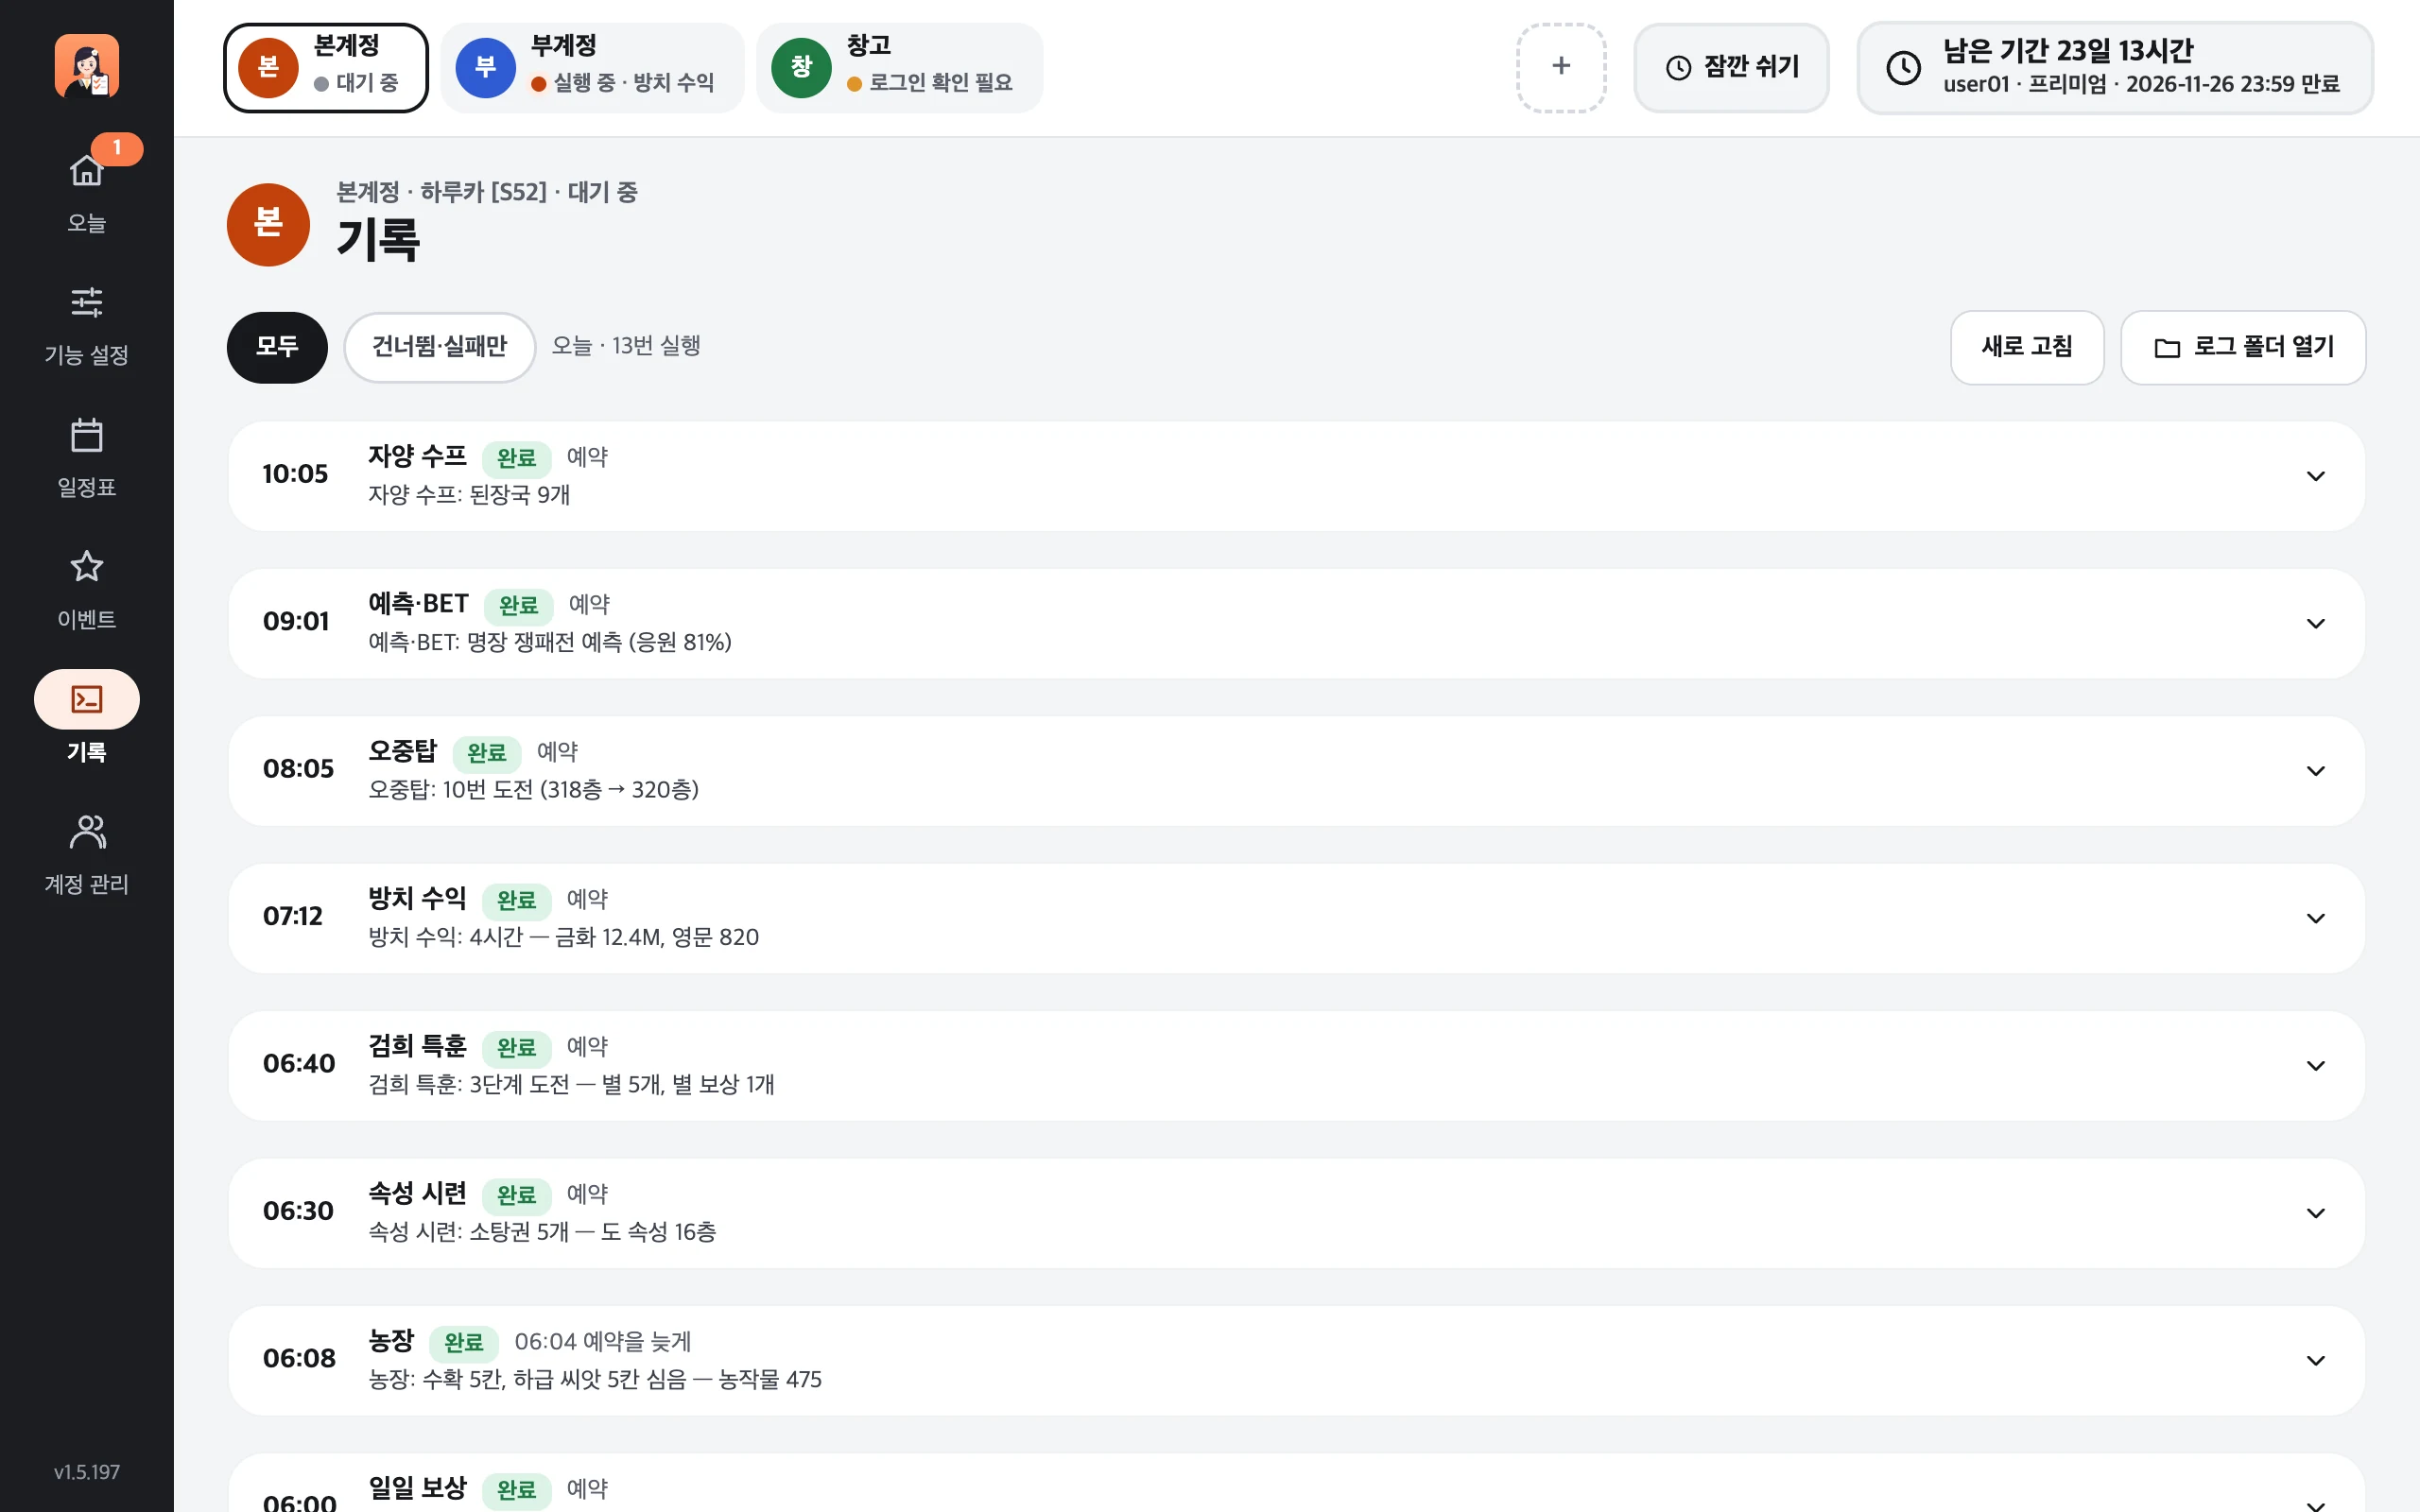 1
오늘
기능 설정
일정표
이벤트
기록
계정 관리
v1.5.197
본
본계정
대기 중
부
부계정
실행 중 · 방치 수익
창
창고
로그인 확인 필요
+
잠깐 쉬기
남은 기간 23일 13시간
user01 · 프리미엄 · 2026-11-26 23:59 만료
본
본계정 · 하루카 [S52] · 대기 중
기록
모두
건너뜀·실패만
오늘 · 13번 실행
새로 고침
로그 폴더 열기
10:05
자양 수프 완료 예약
자양 수프: 된장국 9개
09:01
예측·BET 완료 예약
예측·BET: 명장 쟁패전 예측 (응원 81%)
08:05
오중탑 완료 예약
오중탑: 10번 도전 (318층 → 320층)
07:12
방치 수익 완료 예약
방치 수익: 4시간 — 금화 12.4M, 영문 820
06:40
검희 특훈 완료 예약
검희 특훈: 3단계 도전 — 별 5개, 별 보상 1개
06:30
속성 시련 완료 예약
속성 시련: 소탕권 5개 — 도 속성 16층
06:08
농장 완료 06:04 예약을 늦게
농장: 수확 5칸, 하급 씨앗 5칸 심음 — 농작물 475
06:00
일일 보상 완료 예약